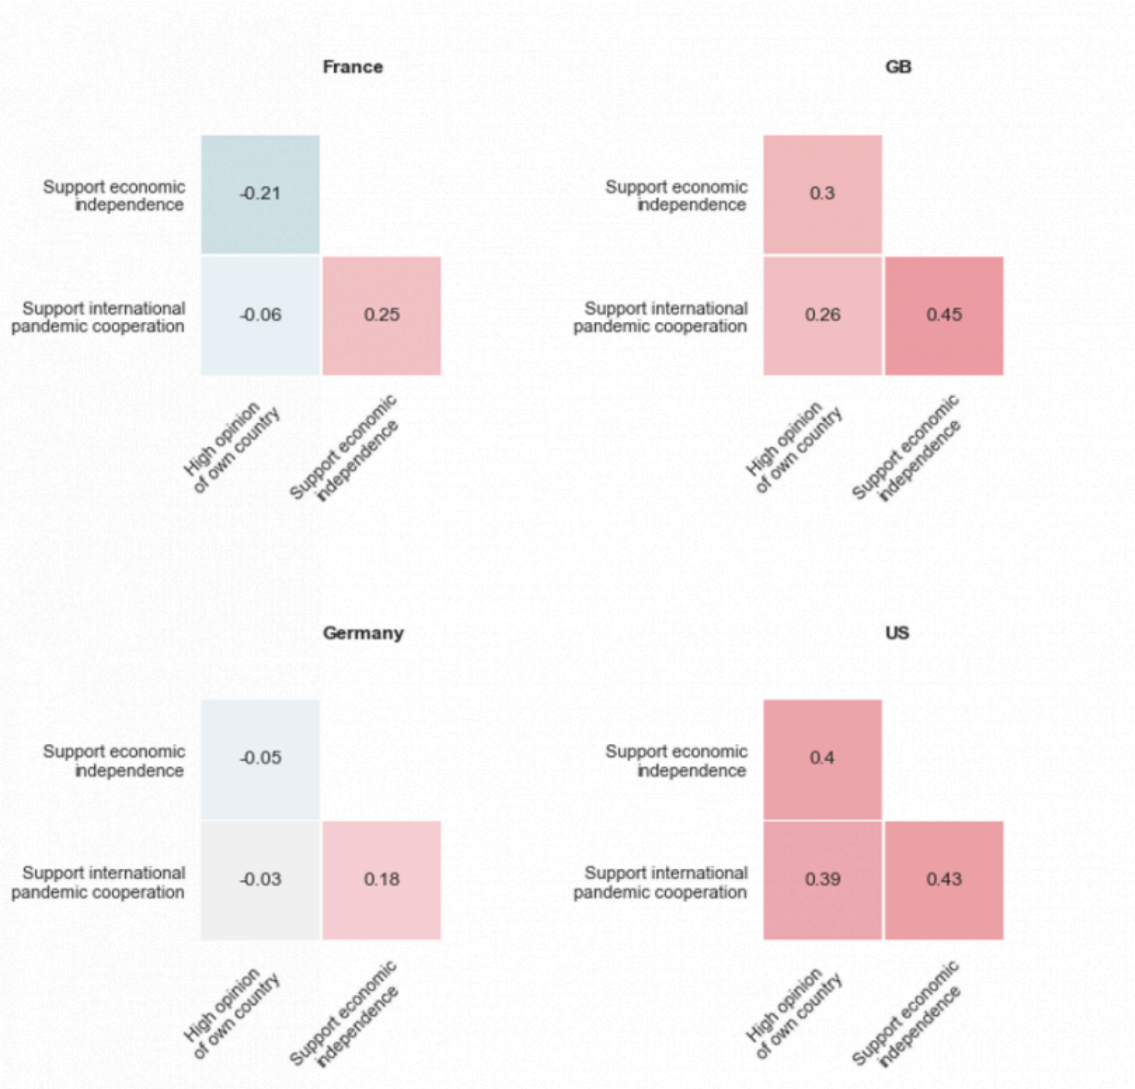 France
Support economic
independence
-0.21
Support international
pandemic cooperation
-0.06
0.25
High opinion
of own country
Support economic
independence
GB
Support economic
independence
0.3
Support international
pandemic cooperation
0.26
0.45
High opinion
of own country
Support economic
independence
Germany
Support economic
independence
-0.05
Support international
pandemic cooperation
-0.03
0.18
High opinion
of own country
Support economic
independence
US
Support economic
independence
0.4
Support international
pandemic cooperation
0.39
0.43
High opinion
of own country
Support economic
independence